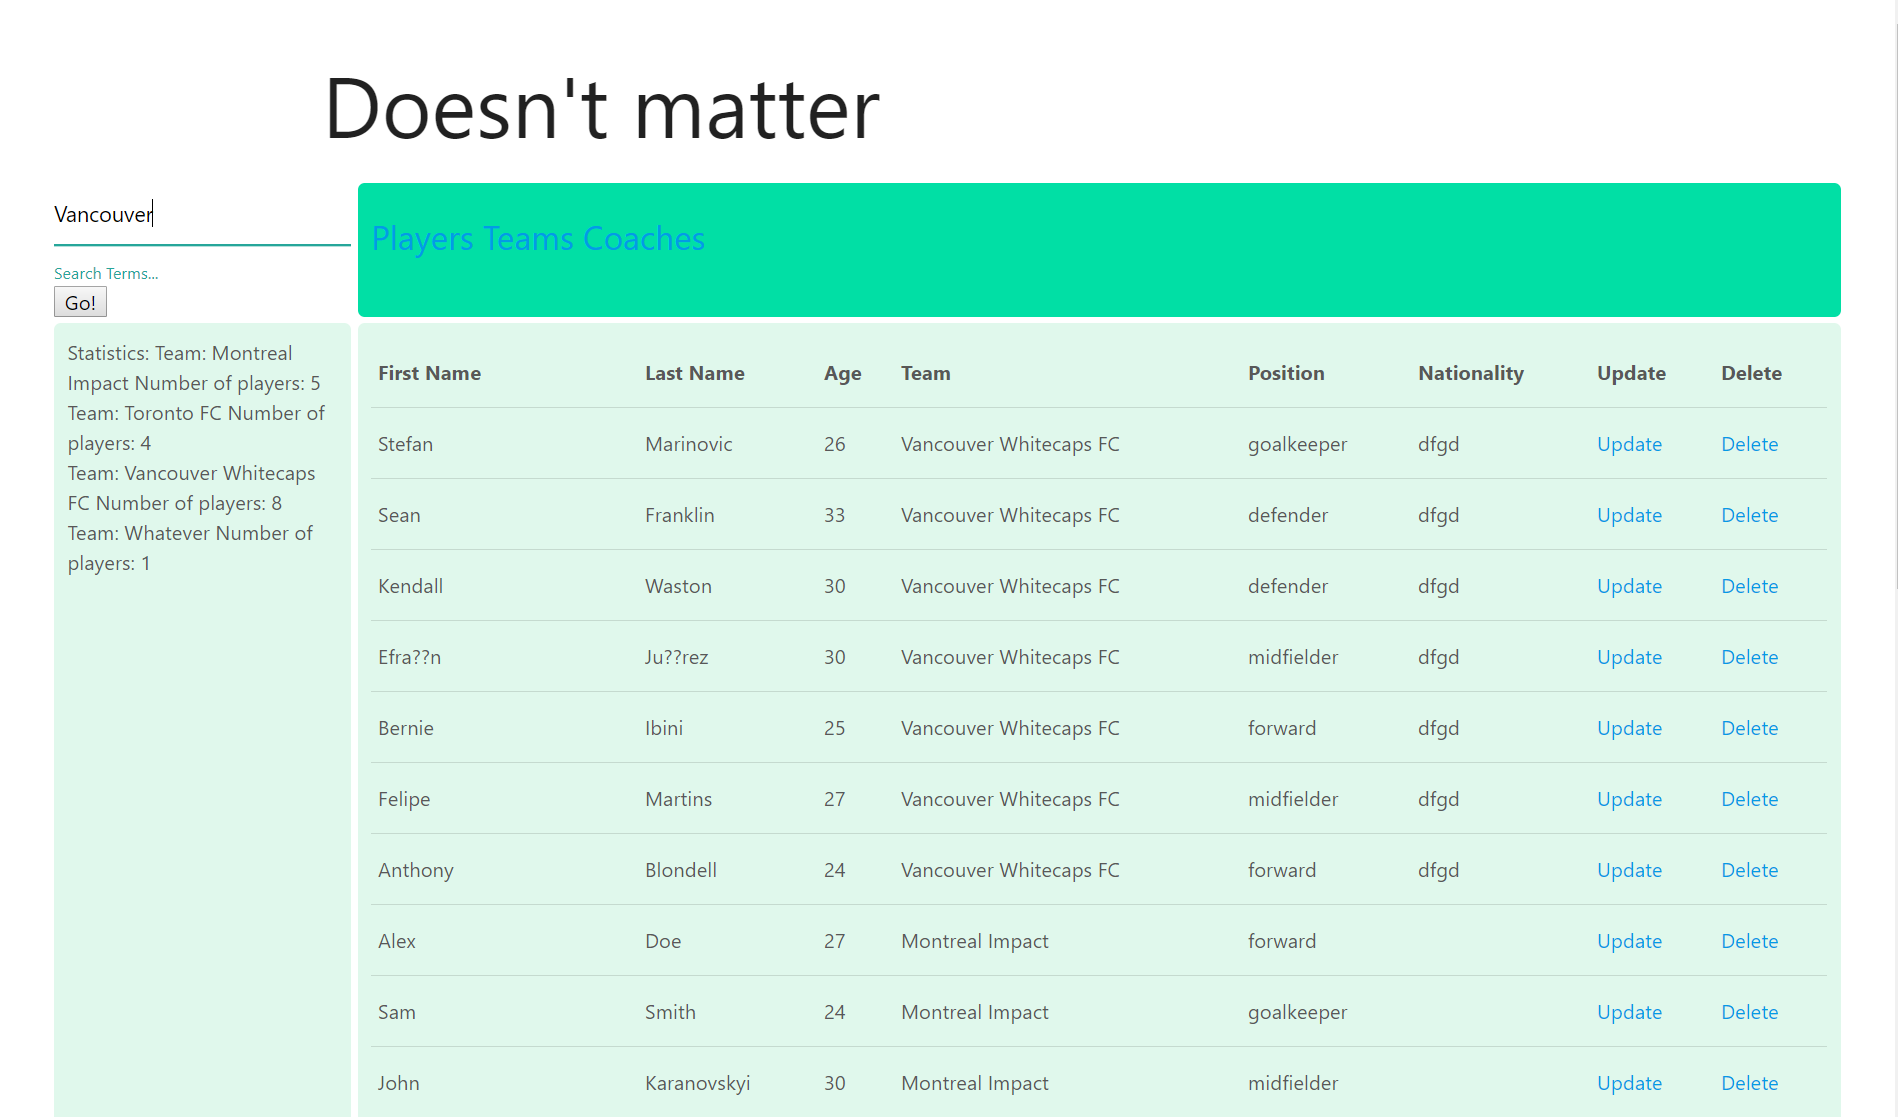 Doesn't matter
Vancouver
Search Terms...
Go!
Players Teams Coaches
Statistics: Team: Montreal
Impact Number of players: 5
Team: Toronto FC Number of
players: 4
Team: Vancouver Whitecaps
FC Number of players: 8
Team: Whatever Number of
players: 1
First Name Last Name Age Team Position Nationality Update Delete
Stefan Marinovic 26 Vancouver Whitecaps FC goalkeeper dfgd Update Delete
Sean Franklin 33 Vancouver Whitecaps FC defender dfgd Update Delete
Kendall Waston 30 Vancouver Whitecaps FC defender dfgd Update Delete
Efra??n Ju??rez 30 Vancouver Whitecaps FC midfielder dfgd Update Delete
Bernie Ibini 25 Vancouver Whitecaps FC forward dfgd Update Delete
Felipe Martins 27 Vancouver Whitecaps FC midfielder dfgd Update Delete
Anthony Blondell 24 Vancouver Whitecaps FC forward dfgd Update Delete
Alex Doe 27 Montreal Impact forward Update Delete
Sam Smith 24 Montreal Impact goalkeeper Update Delete
John Karanovskyi 30 Montreal Impact midfielder Update Delete